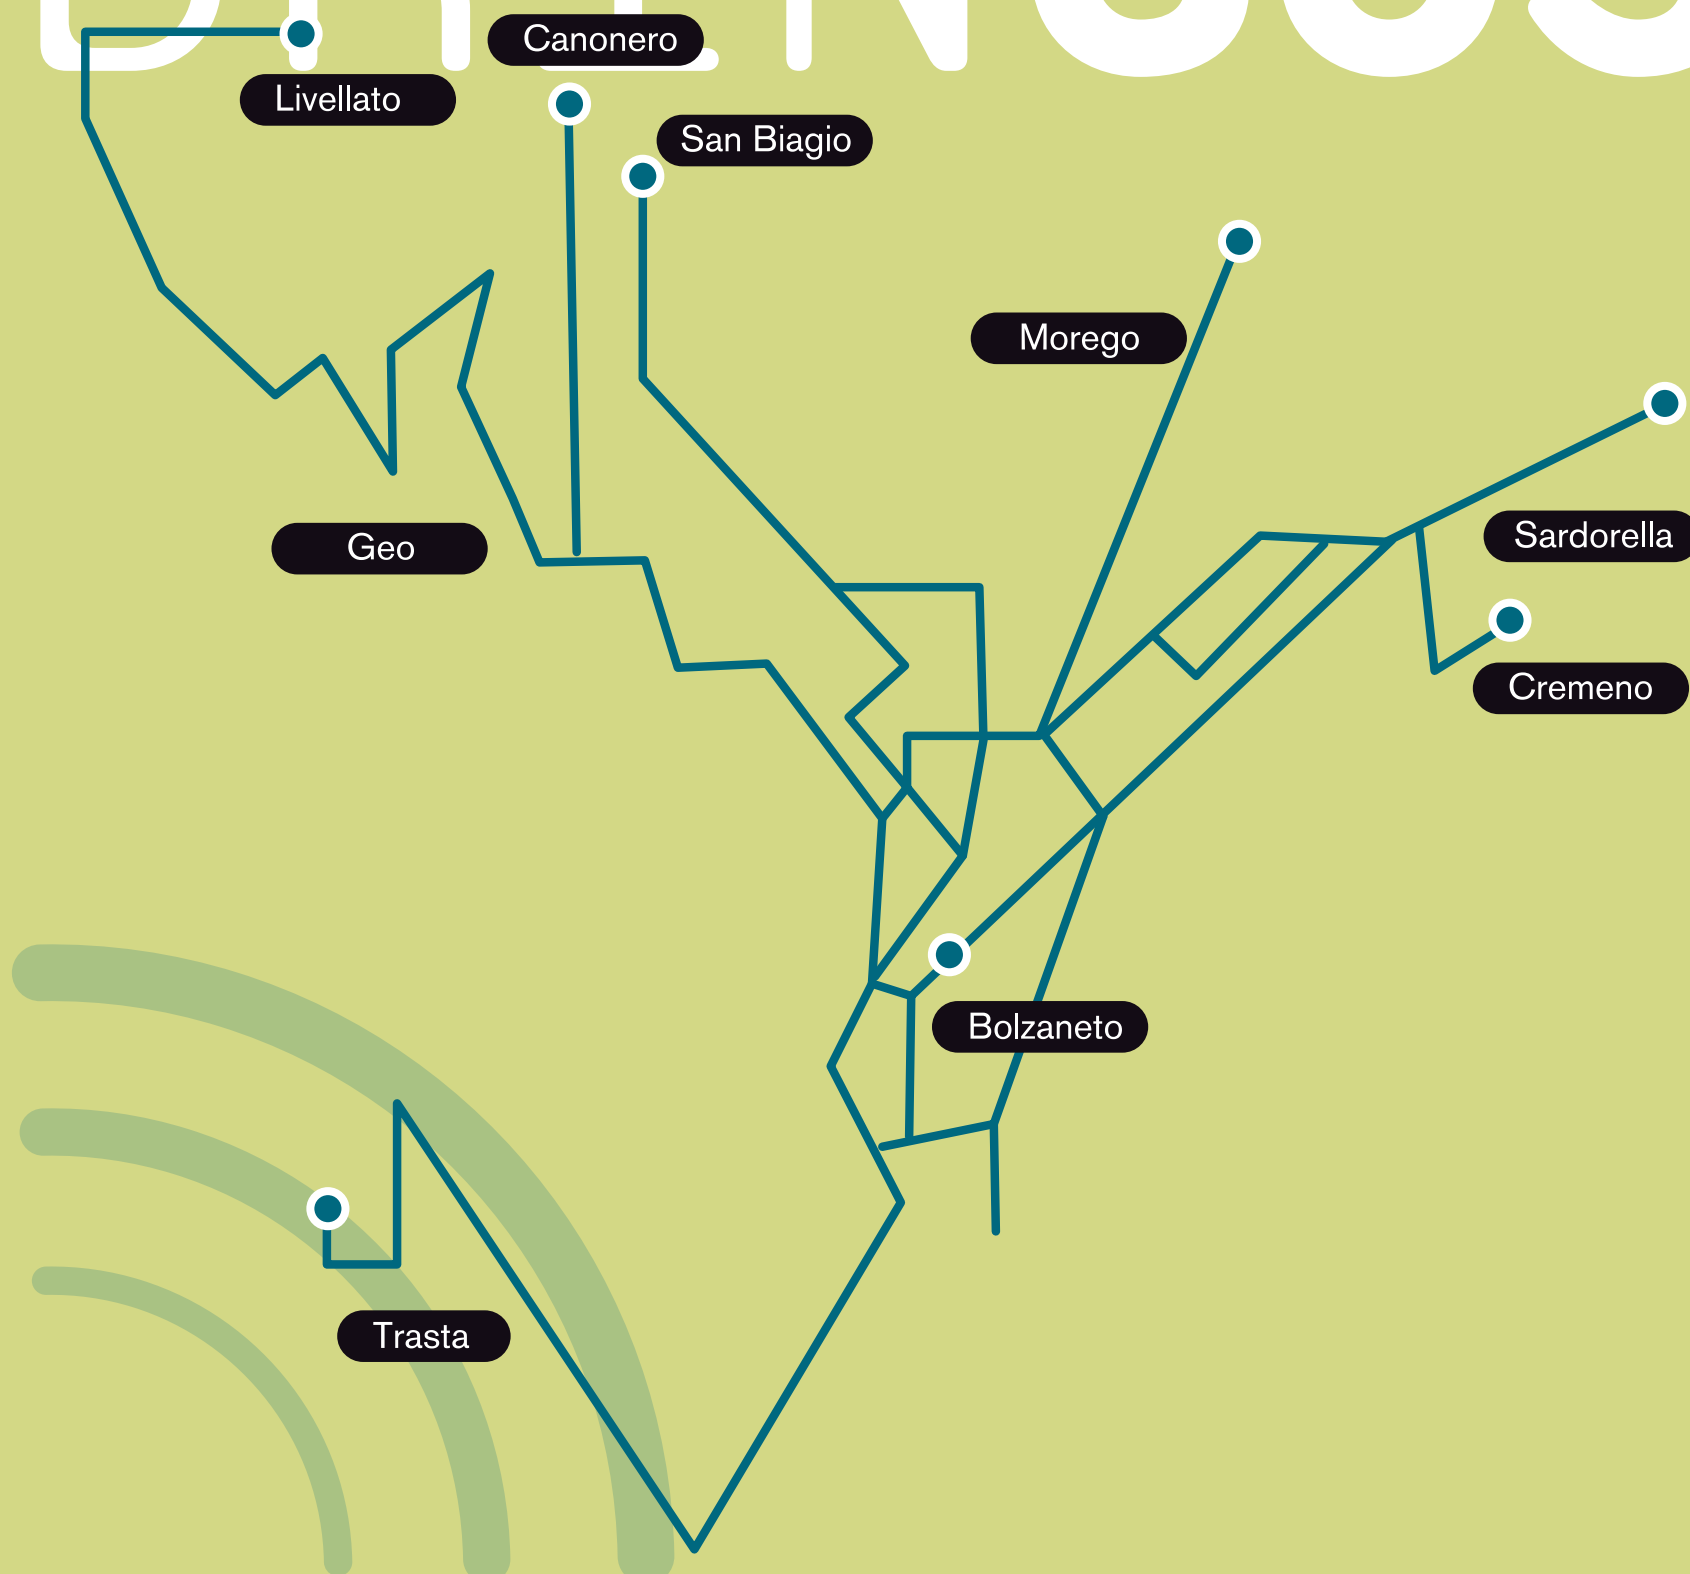 Canonero
Livellato
San Biagio
Morego
Sardorella
Geo
Cremeno
Bolzaneto
Trasta